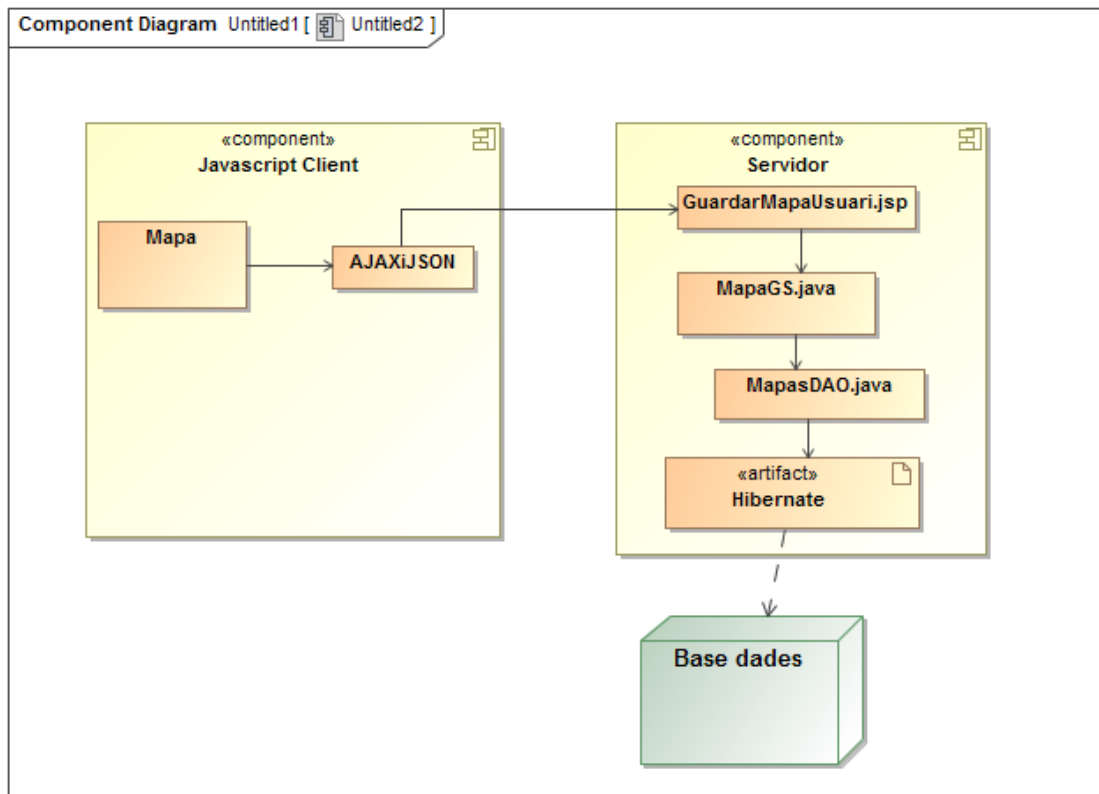 Component Diagram Untitled1 [ Untitled2 ]
«component»
Javascript Client
Mapa
AJAXiJSON
«component»
Servidor
GuardarMapaUsuari.jsp
MapaGS.java
MapasDAO.java
«artifact»
Hibernate
Base dades